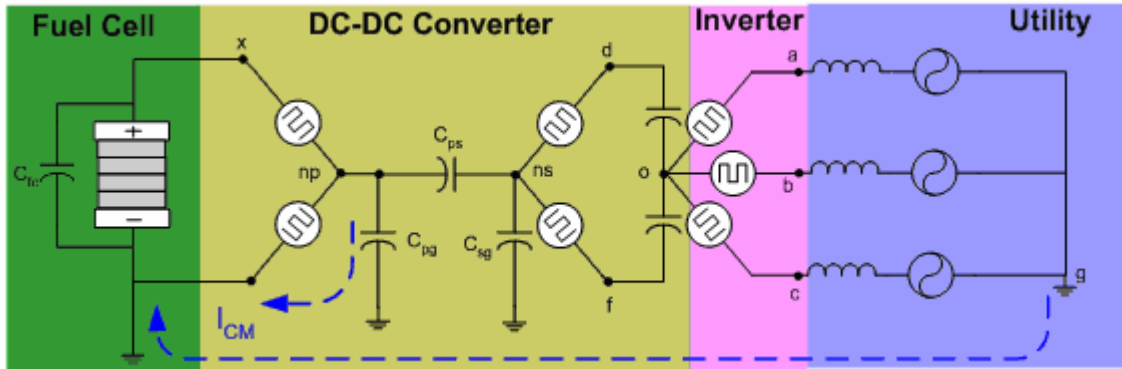 Fuel Cell
DC-DC Converter
Inverter
Utility
x
d
a
+
C_ps
C_fc
np
ns
o
b
−
C_pg
C_sg
f
c
g
I_CM